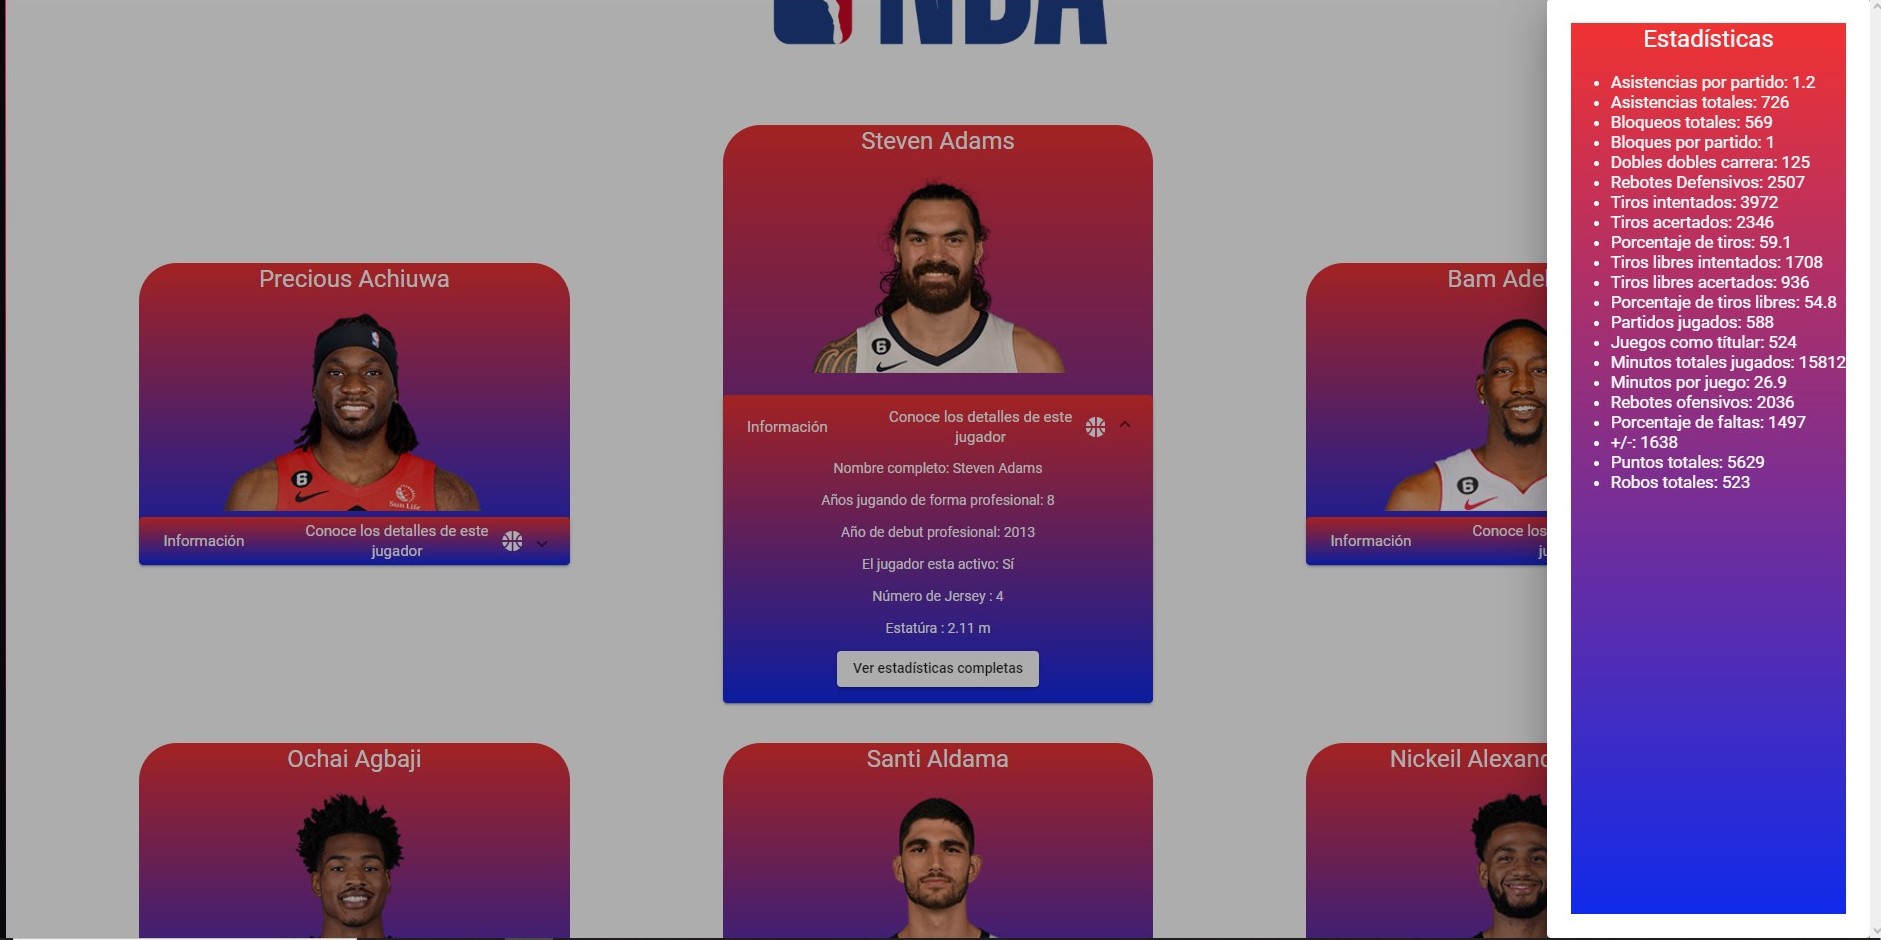 NBA
Steven Adams
Precious Achiuwa
Bam Adel
6
6
6
Sun Life
Información
Conoce los detalles de este
jugador
Nombre completo: Steven Adams
Años jugando de forma profesional: 8
Año de debut profesional: 2013
El jugador esta activo: Sí
Número de Jersey : 4
Estatúra : 2.11 m
Ver estadísticas completas
Información
Conoce los detalles de este
jugador
Información
Conoce los
ju
Ochai Agbaji
Santi Aldama
Nickeil Alexand
Estadísticas
• Asistencias por partido: 1.2
• Asistencias totales: 726
• Bloqueos totales: 569
• Bloques por partido: 1
• Dobles dobles carrera: 125
• Rebotes Defensivos: 2507
• Tiros intentados: 3972
• Tiros acertados: 2346
• Porcentaje de tiros: 59.1
• Tiros libres intentados: 1708
• Tiros libres acertados: 936
• Porcentaje de tiros libres: 54.8
• Partidos jugados: 588
• Juegos como títular: 524
• Minutos totales jugados: 15812
• Minutos por juego: 26.9
• Rebotes ofensivos: 2036
• Porcentaje de faltas: 1497
• +/-: 1638
• Puntos totales: 5629
• Robos totales: 523